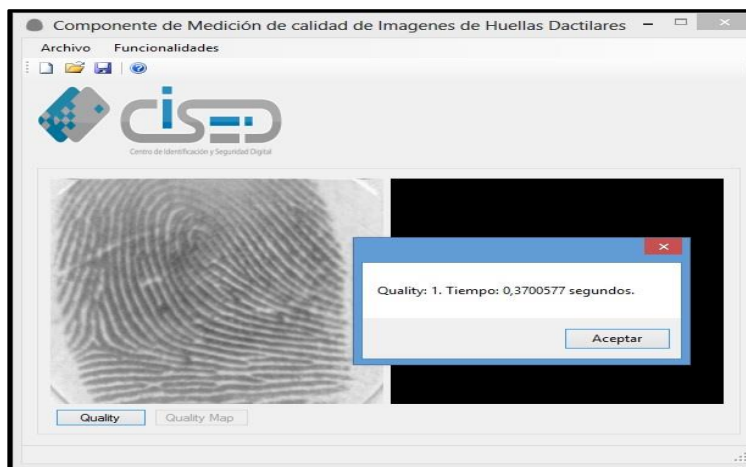 Componente de Medición de calidad de Imagenes de Huellas Dactilares
Archivo Funcionalidades
CISED
Centro de Identificación y Seguridad Digital
Quality: 1. Tiempo: 0,3700577 segundos.
Aceptar
Quality Quality Map